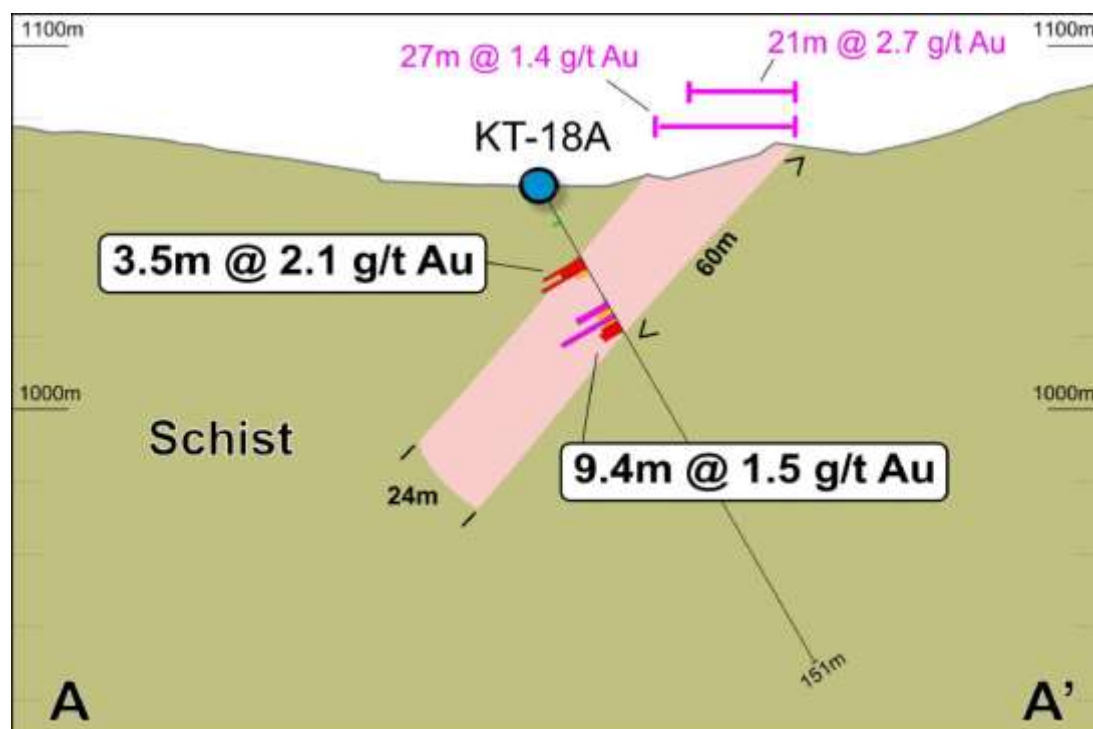 1100m
1100m
21m @ 2.7 g/t Au
27m @ 1.4 g/t Au
KT-18A
3.5m @ 2.1 g/t Au
60m
1000m
1000m
Schist
9.4m @ 1.5 g/t Au
24m
151m
A
A'